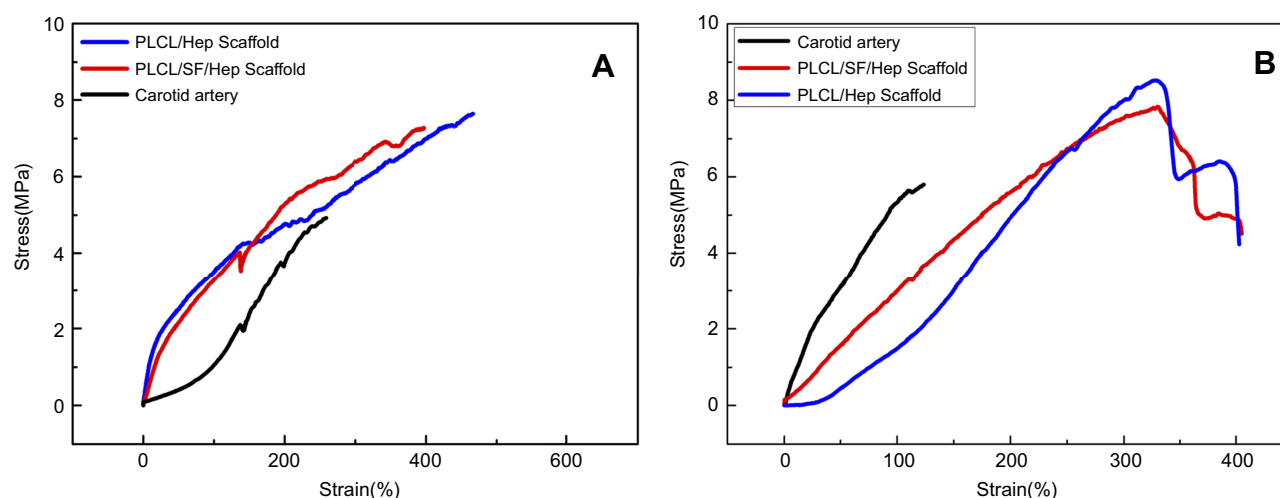 10
8
6
4
2
0
Stress(MPa)
PLCL/Hep Scaffold
PLCL/SF/Hep Scaffold
Carotid artery
A
0
200
400
600
Strain(%)
10
8
6
4
2
0
Stress(MPa)
Carotid artery
PLCL/SF/Hep Scaffold
PLCL/Hep Scaffold
B
0
100
200
300
400
Strain(%)